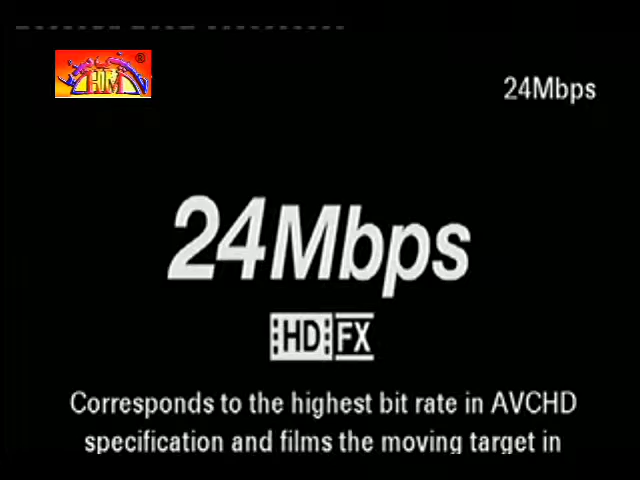 HTM®
24Mbps
24Mbps
HD FX
Corresponds to the highest bit rate in AVCHD
specification and films the moving target in